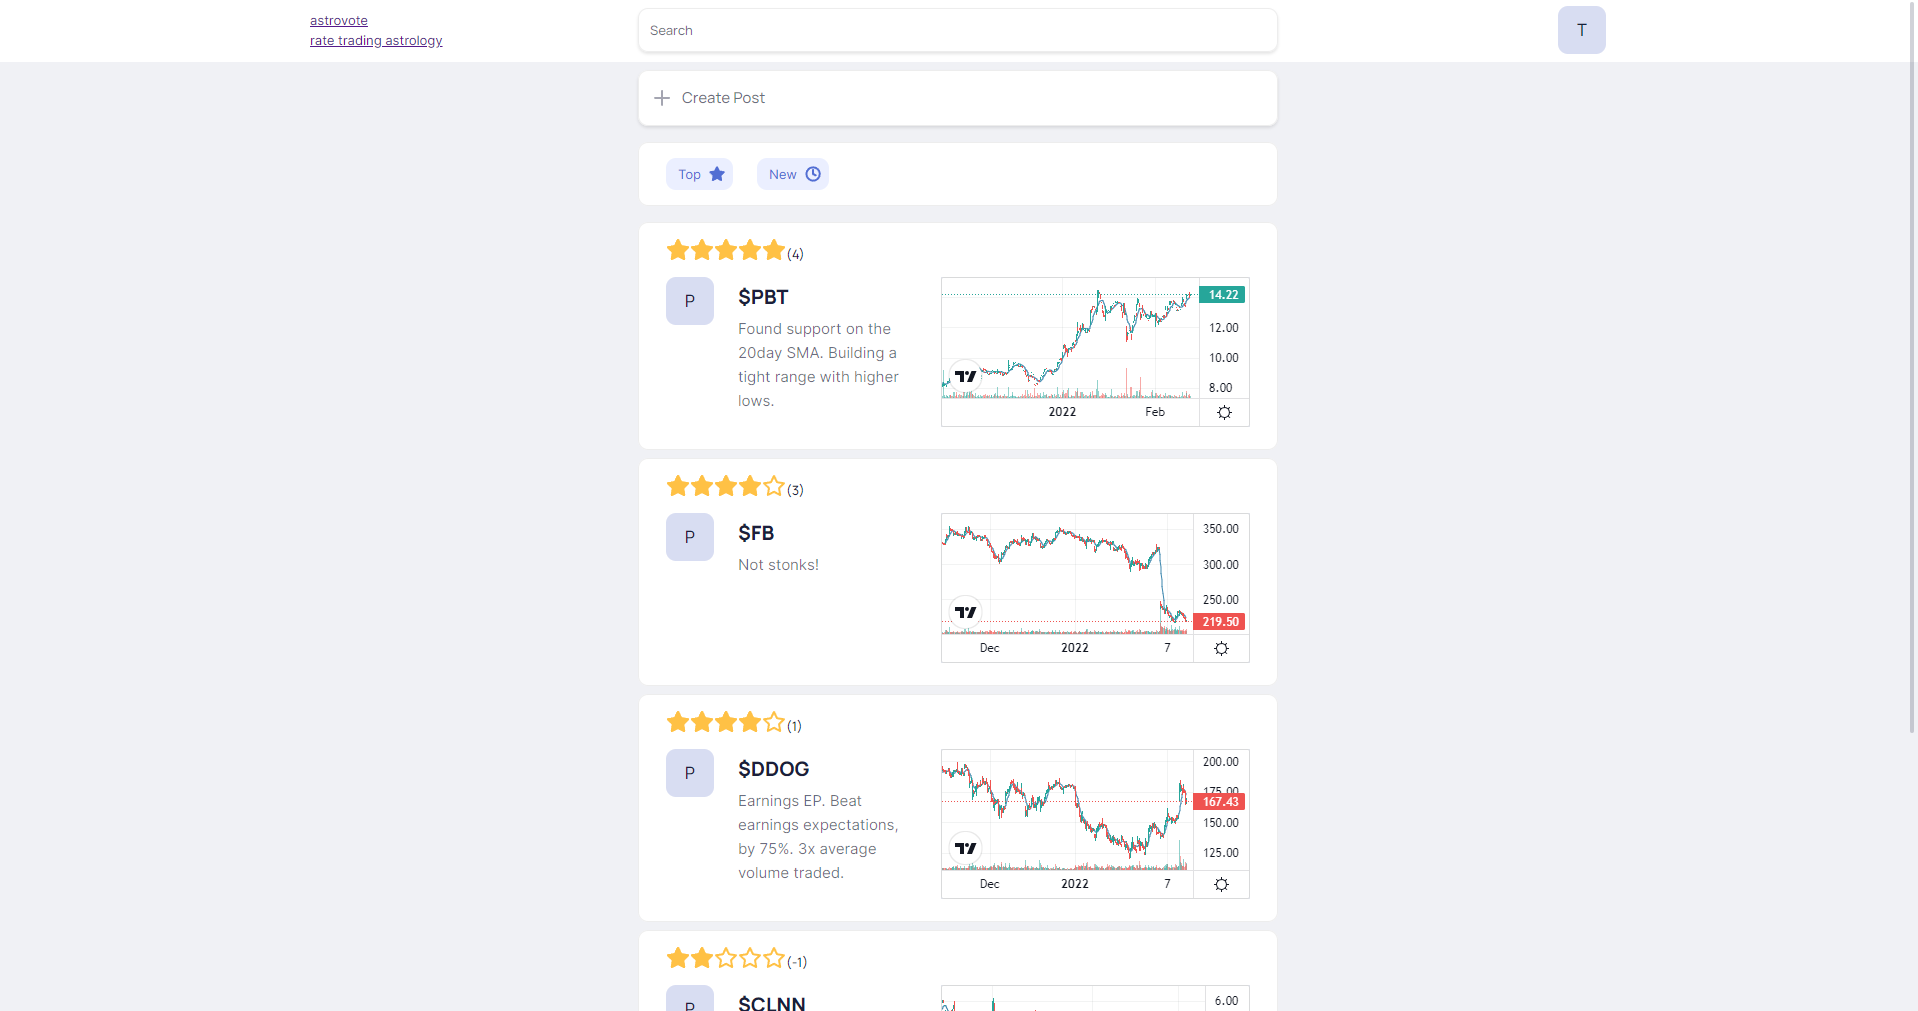 astrovote
rate trading astrology
Search
T
Create Post
Top
New
(4)
P
$PBT
Found support on the
20day SMA. Building a
tight range with higher
lows.
14.22
12.00
10.00
8.00
2022
Feb
(3)
P
$FB
Not stonks!
350.00
300.00
250.00
219.50
Dec
2022
7
(1)
P
$DDOG
Earnings EP. Beat
earnings expectations,
by 75%. 3x average
volume traded.
200.00
175.00
167.43
150.00
125.00
Dec
2022
7
(-1)
P
$CLNN
6.00